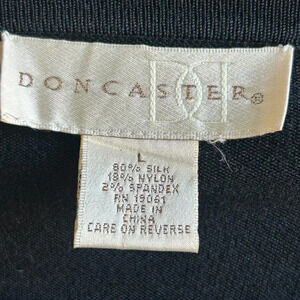 DONCASTER®
L
80% SILK
18% NYLON
2% SPANDEX
RN 19061
MADE IN
CHINA
CARE ON REVERSE